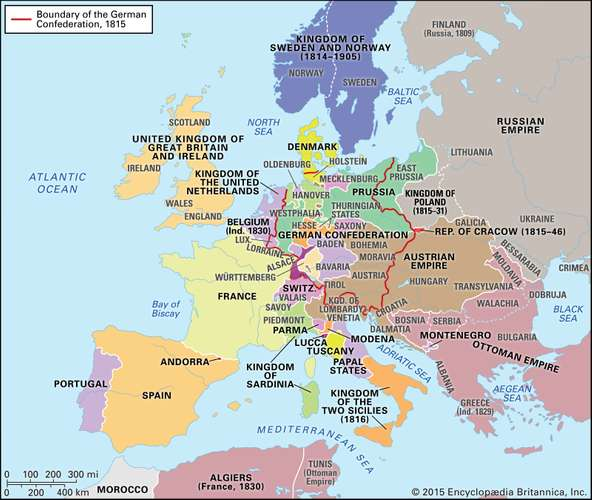 Boundary of the German
Confederation, 1815
KINGDOM OF
SWEDEN AND NORWAY
(1814–1905)
FINLAND
(Russia, 1809)
NORWAY
SWEDEN
BALTIC
SEA
NORTH
SEA
RUSSIAN
EMPIRE
SCOTLAND
UNITED KINGDOM OF
GREAT BRITAIN
AND IRELAND
IRELAND
WALES
ENGLAND
ATLANTIC
OCEAN
DENMARK
HOLSTEIN
OLDENBURG
MECKLENBURG
LITHUANIA
EAST
PRUSSIA
PRUSSIA
KINGDOM OF
THE UNITED
NETHERLANDS
HANOVER
KINGDOM OF
POLAND
(1815–31)
WESTPHALIA
THURINGIAN
STATES
BELGIUM
(Ind. 1830)
HESSE
SAXONY
GERMAN CONFEDERATION
GALICIA
UKRAINE
REP. OF CRACOW (1815–46)
LUX.
LORRAINE
ALSACE
BADEN
BOHEMIA
MORAVIA
AUSTRIAN
EMPIRE
BESSARABIA
MOLDAVIA
CRIMEA
WÜRTTEMBERG
BAVARIA
AUSTRIA
HUNGARY
TRANSYLVANIA
FRANCE
SWITZ.
VALAIS
TIROL
KGD. OF
LOMBARDY
VENETIA
CROATIA
WALACHIA
DOBRUJA
Bay of
Biscay
SAVOY
PIEDMONT
PARMA
DALMATIA
BOSNIA
SERBIA
BLACK
SEA
LUCCA
TUSCANY
MODENA
MONTENEGRO
BULGARIA
OTTOMAN EMPIRE
ANDORRA
PAPAL
STATES
ADRIATIC SEA
ALBANIA
KINGDOM
OF
SARDINIA
PORTUGAL
SPAIN
KINGDOM OF
THE TWO SICILIES
(1816)
AEGEAN
SEA
GREECE
(Ind. 1829)
MEDITERRANEAN SEA
0 100 200 300 mi
0 200 400 km
MOROCCO
ALGIERS
(France, 1830)
TUNIS
(Ottoman
Empire)
© 2015 Encyclopædia Britannica, Inc.